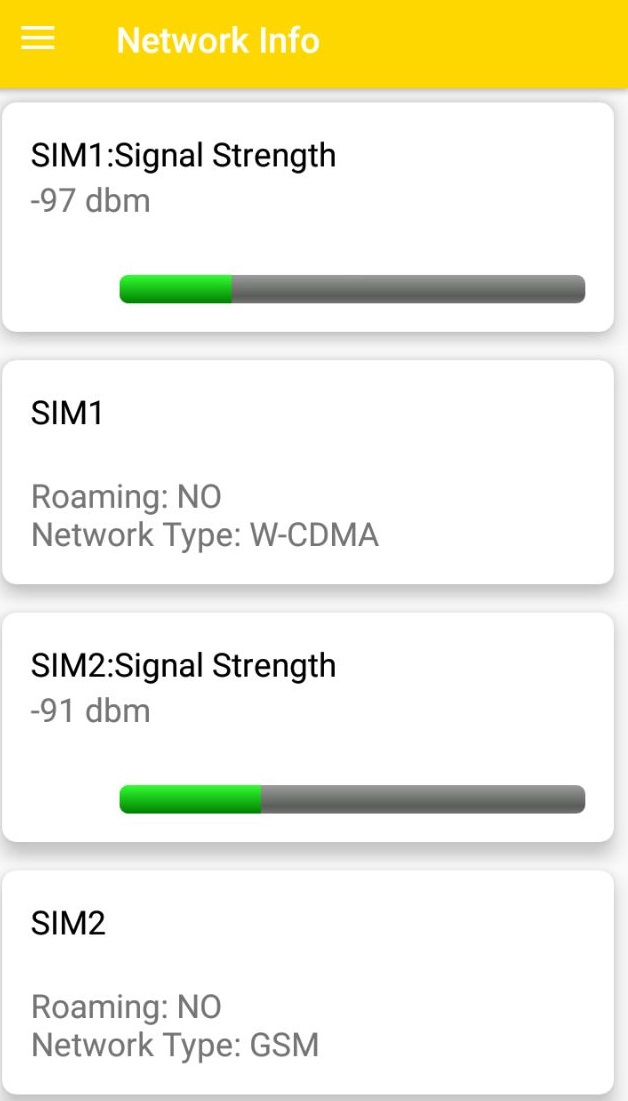 Network Info
SIM1:Signal Strength
-97 dbm
SIM1
Roaming: NO
Network Type: W-CDMA
SIM2:Signal Strength
-91 dbm
SIM2
Roaming: NO
Network Type: GSM